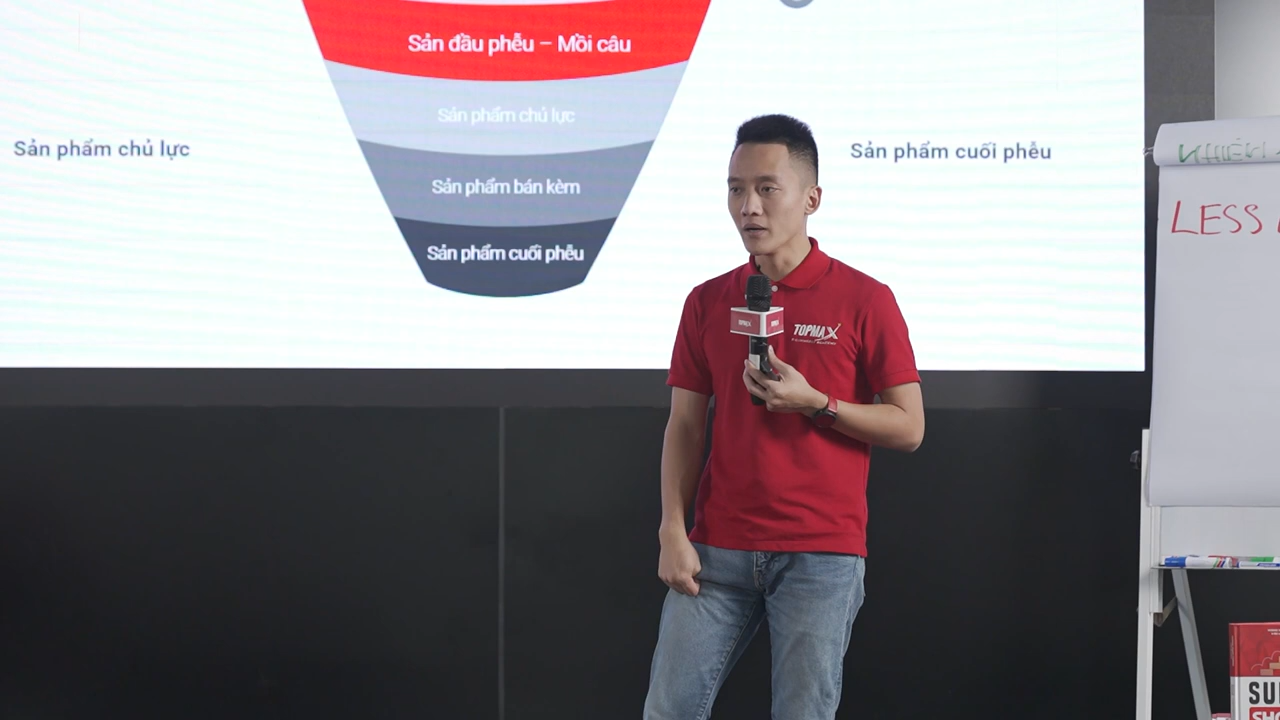 Sản đầu phễu – Mồi câu
Sản phẩm chủ lực
Sản phẩm bán kèm
Sản phẩm cuối phễu
Sản phẩm chủ lực
Sản phẩm cuối phễu
TOPMAX
LESS